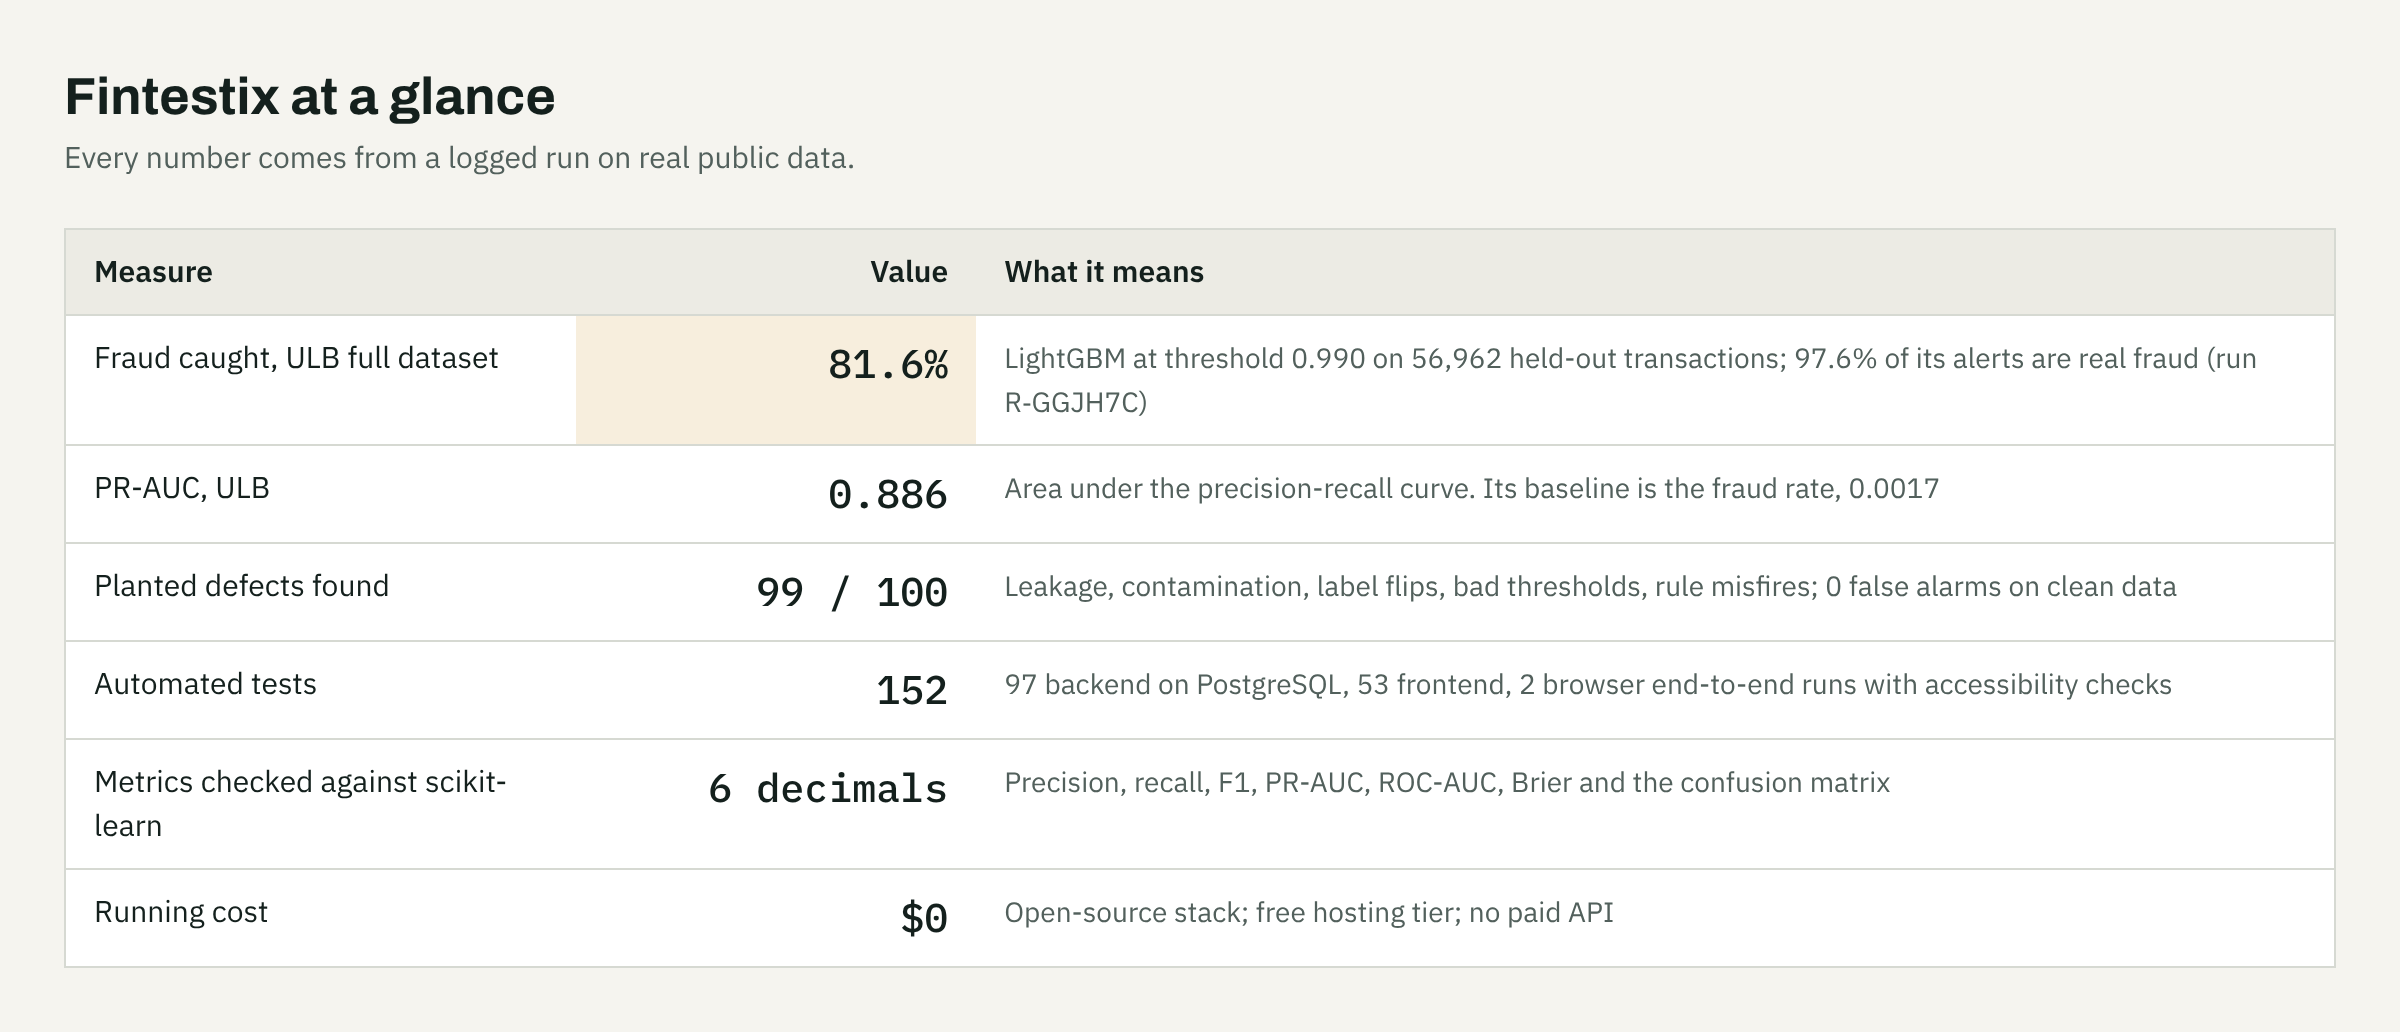 Fintestix at a glance
Every number comes from a logged run on real public data.
Measure Value What it means
Fraud caught, ULB full dataset 81.6% LightGBM at threshold 0.990 on 56,962 held-out transactions; 97.6% of its alerts are real fraud (run
R-GGJH7C)
PR-AUC, ULB 0.886 Area under the precision-recall curve. Its baseline is the fraud rate, 0.0017
Planted defects found 99 / 100 Leakage, contamination, label flips, bad thresholds, rule misfires; 0 false alarms on clean data
Automated tests 152 97 backend on PostgreSQL, 53 frontend, 2 browser end-to-end runs with accessibility checks
Metrics checked against scikit- 6 decimals Precision, recall, F1, PR-AUC, ROC-AUC, Brier and the confusion matrix
learn
Running cost $0 Open-source stack; free hosting tier; no paid API